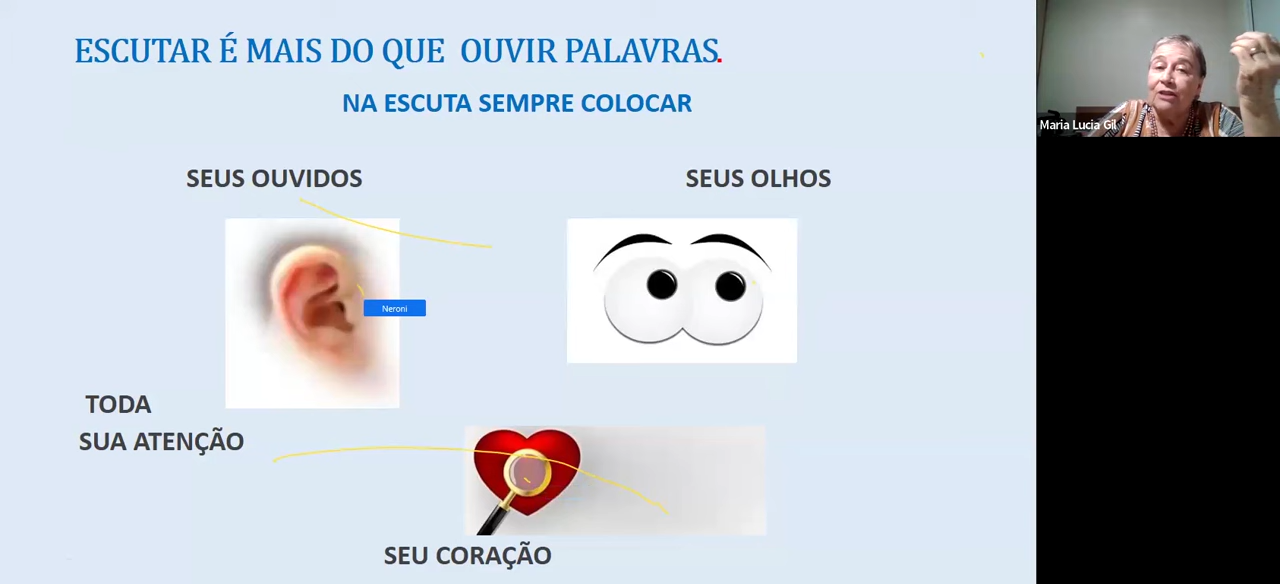 ESCUTAR É MAIS DO QUE OUVIR PALAVRAS.
NA ESCUTA SEMPRE COLOCAR
SEUS OUVIDOS
SEUS OLHOS
Neroni
TODA
SUA ATENÇÃO
SEU CORAÇÃO
Maria Lucia Gil